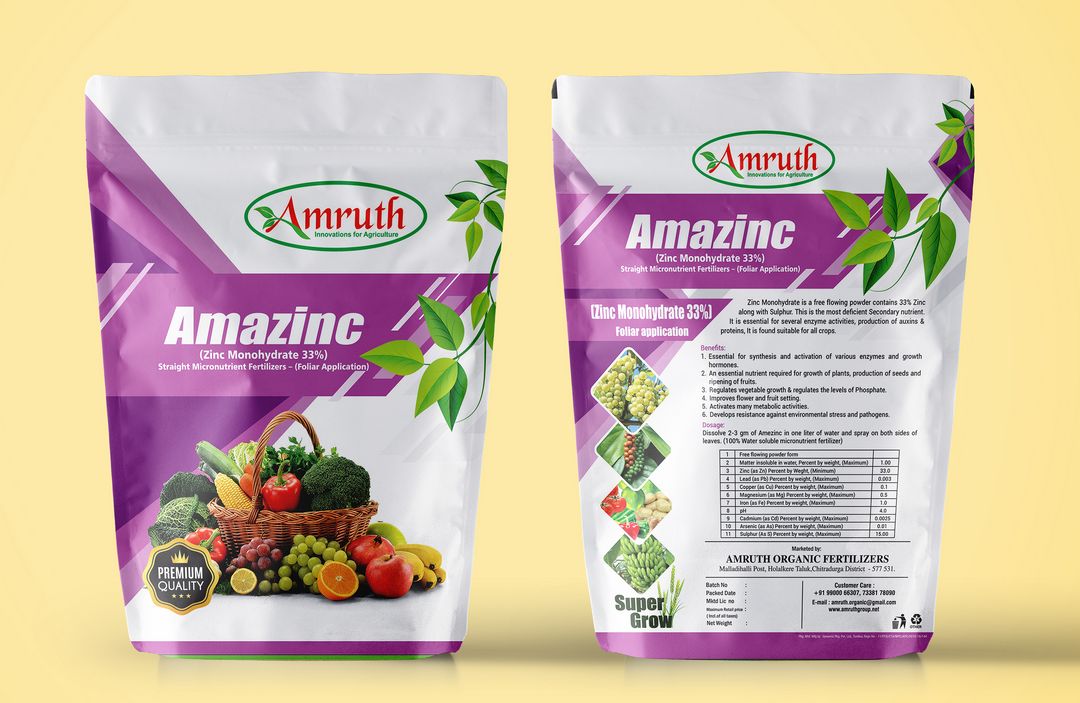 Amruth
Innovations for Agriculture
Amazinc
(Zinc Monohydrate 33%)
Straight Micronutrient Fertilizers – (Foliar Application)
PREMIUM
QUALITY
Amruth
Innovations for Agriculture
Amazinc
(Zinc Monohydrate 33%)
Straight Micronutrient Fertilizers – (Foliar Application)
(Zinc Monohydrate 33%)
Foliar application
Zinc Monohydrate is a free flowing powder contains 33% Zinc
along with Sulphur. This is the most deficient Secondary nutrient.
It is essential for several enzyme activities, production of auxins &
proteins, It is found suitable for all crops.
Benefits:
1. Essential for synthesis and activation of various enzymes and growth
hormones.
2. An essential nutrient required for growth of plants, production of seeds and
ripening of fruits.
3. Regulates vegetable growth & regulates the levels of Phosphate.
4. Improves flower and fruit setting.
5. Activates many metabolic activities.
6. Develops resistance against environmental stress and pathogens.
Dosage:
Dissolve 2-3 gm of Amezinc in one liter of water and spray on both sides of
leaves. (100% Water soluble micronutrient fertilizer)
1 Free flowing powder form
2 Matter insoluble in water, Percent by weight, (Maximum) 1.00
3 Zinc (as Zn) Percent by Weght, (Minimum) 33.0
4 Lead (as Pb) Percent by weight, (Maximum) 0.003
5 Copper (as Cu) Percent by weight, (Maximum) 0.1
6 Magnesium (as Mg) Percent by weight, (Maximum) 0.5
7 Iron (as Fe) Percent by weight, (Maximum) 1.0
8 pH 4.0
9 Cadmium (as Cd) Percent by weight, (Maximum) 0.0025
10 Arsenic (as As) Percent by weight, (Maximum) 0.01
11 Sulphur (As S) Percent by weight, (Maximum) 15.00
Marketed by:
AMRUTH ORGANIC FERTILIZERS
Malladihalli Post, Holalkere Taluk,Chitradurga District - 577 531.
Batch No :
Packed Date :
Mktd Lic no :
Maximum Retail price :
( Incl.of all taxes)
Net Weight :
Customer Care :
+91 99000 66307, 73381 78090
E-mail : amruth.organic@gmail.com
www.amruthgroup.net
Super
Grow
OTHER